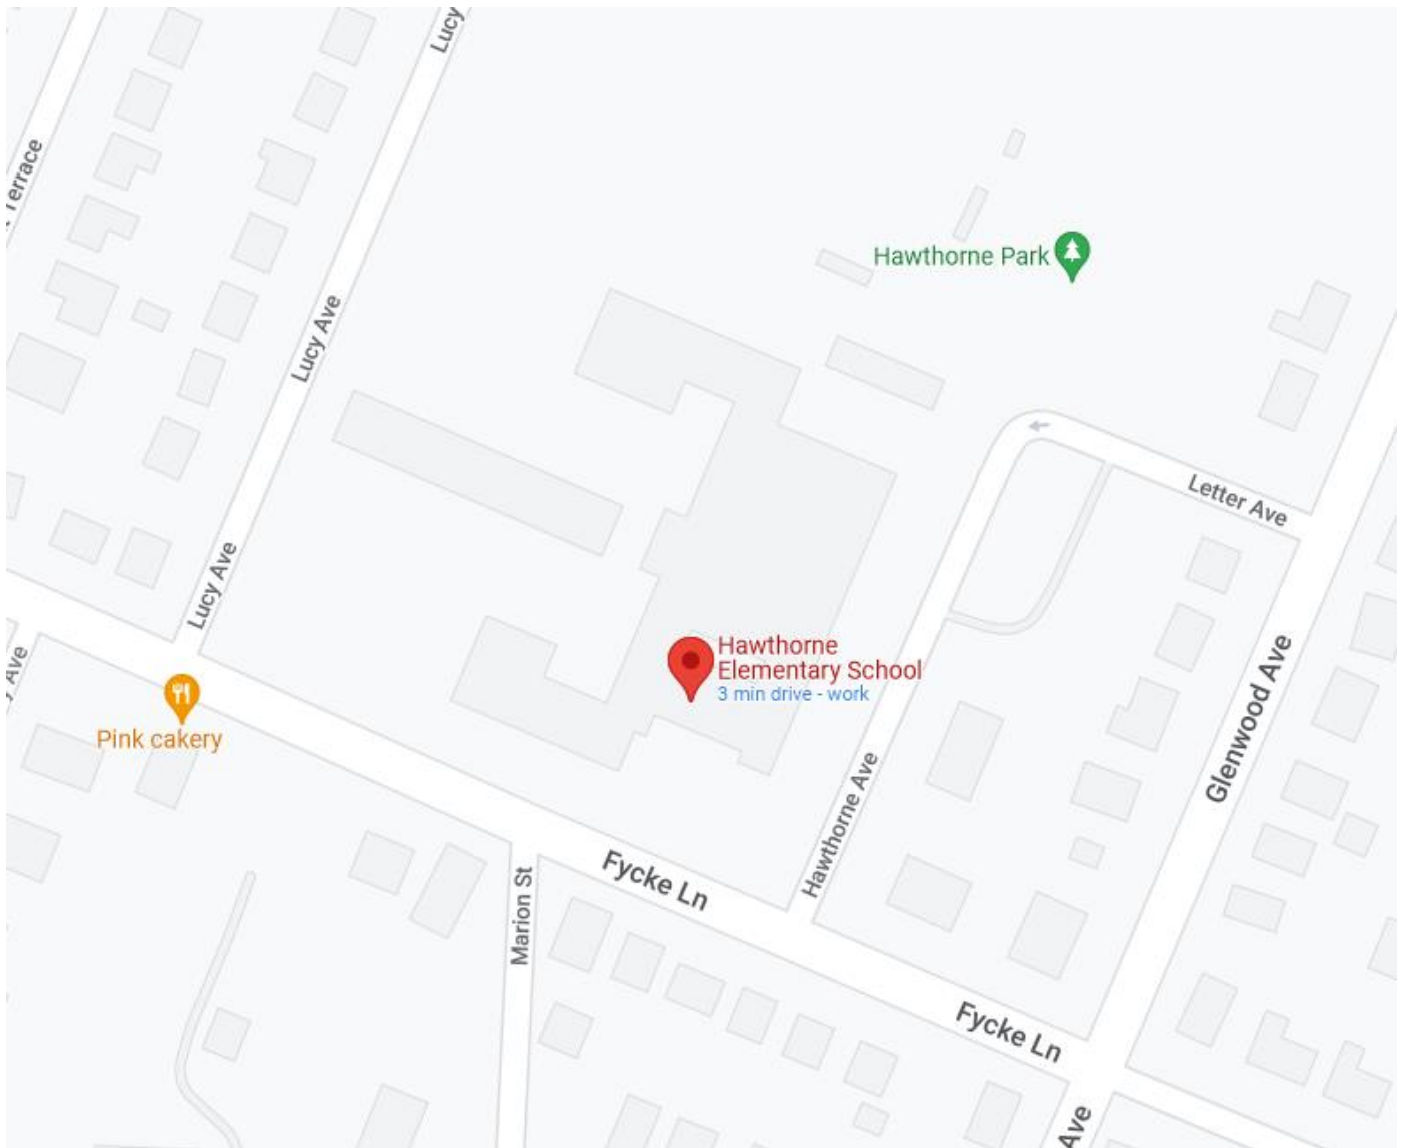 Lucy
Terrace
Hawthorne Park
Lucy Ave
Letter Ave
Lucy Ave
Hawthorne
Elementary School
3 min drive - work
Ave
Glenwood Ave
Pink cakery
Hawthorne Ave
Fycke Ln
Marion St
Fycke Ln
Ave